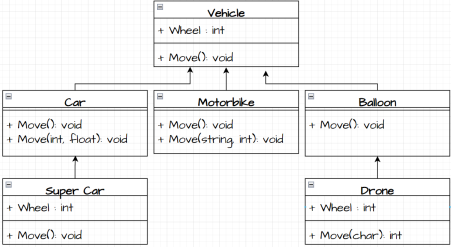 Vehicle
+ Wheel : int
+ Move(): void
Car
+ Move(): void
+ Move(int, float): void
Motorbike
+ Move(): void
+ Move(string, int): void
Balloon
+ Move(): void
Super Car
+ Wheel : int
+ Move(): void
Drone
+ Wheel : int
+ Move(char): int